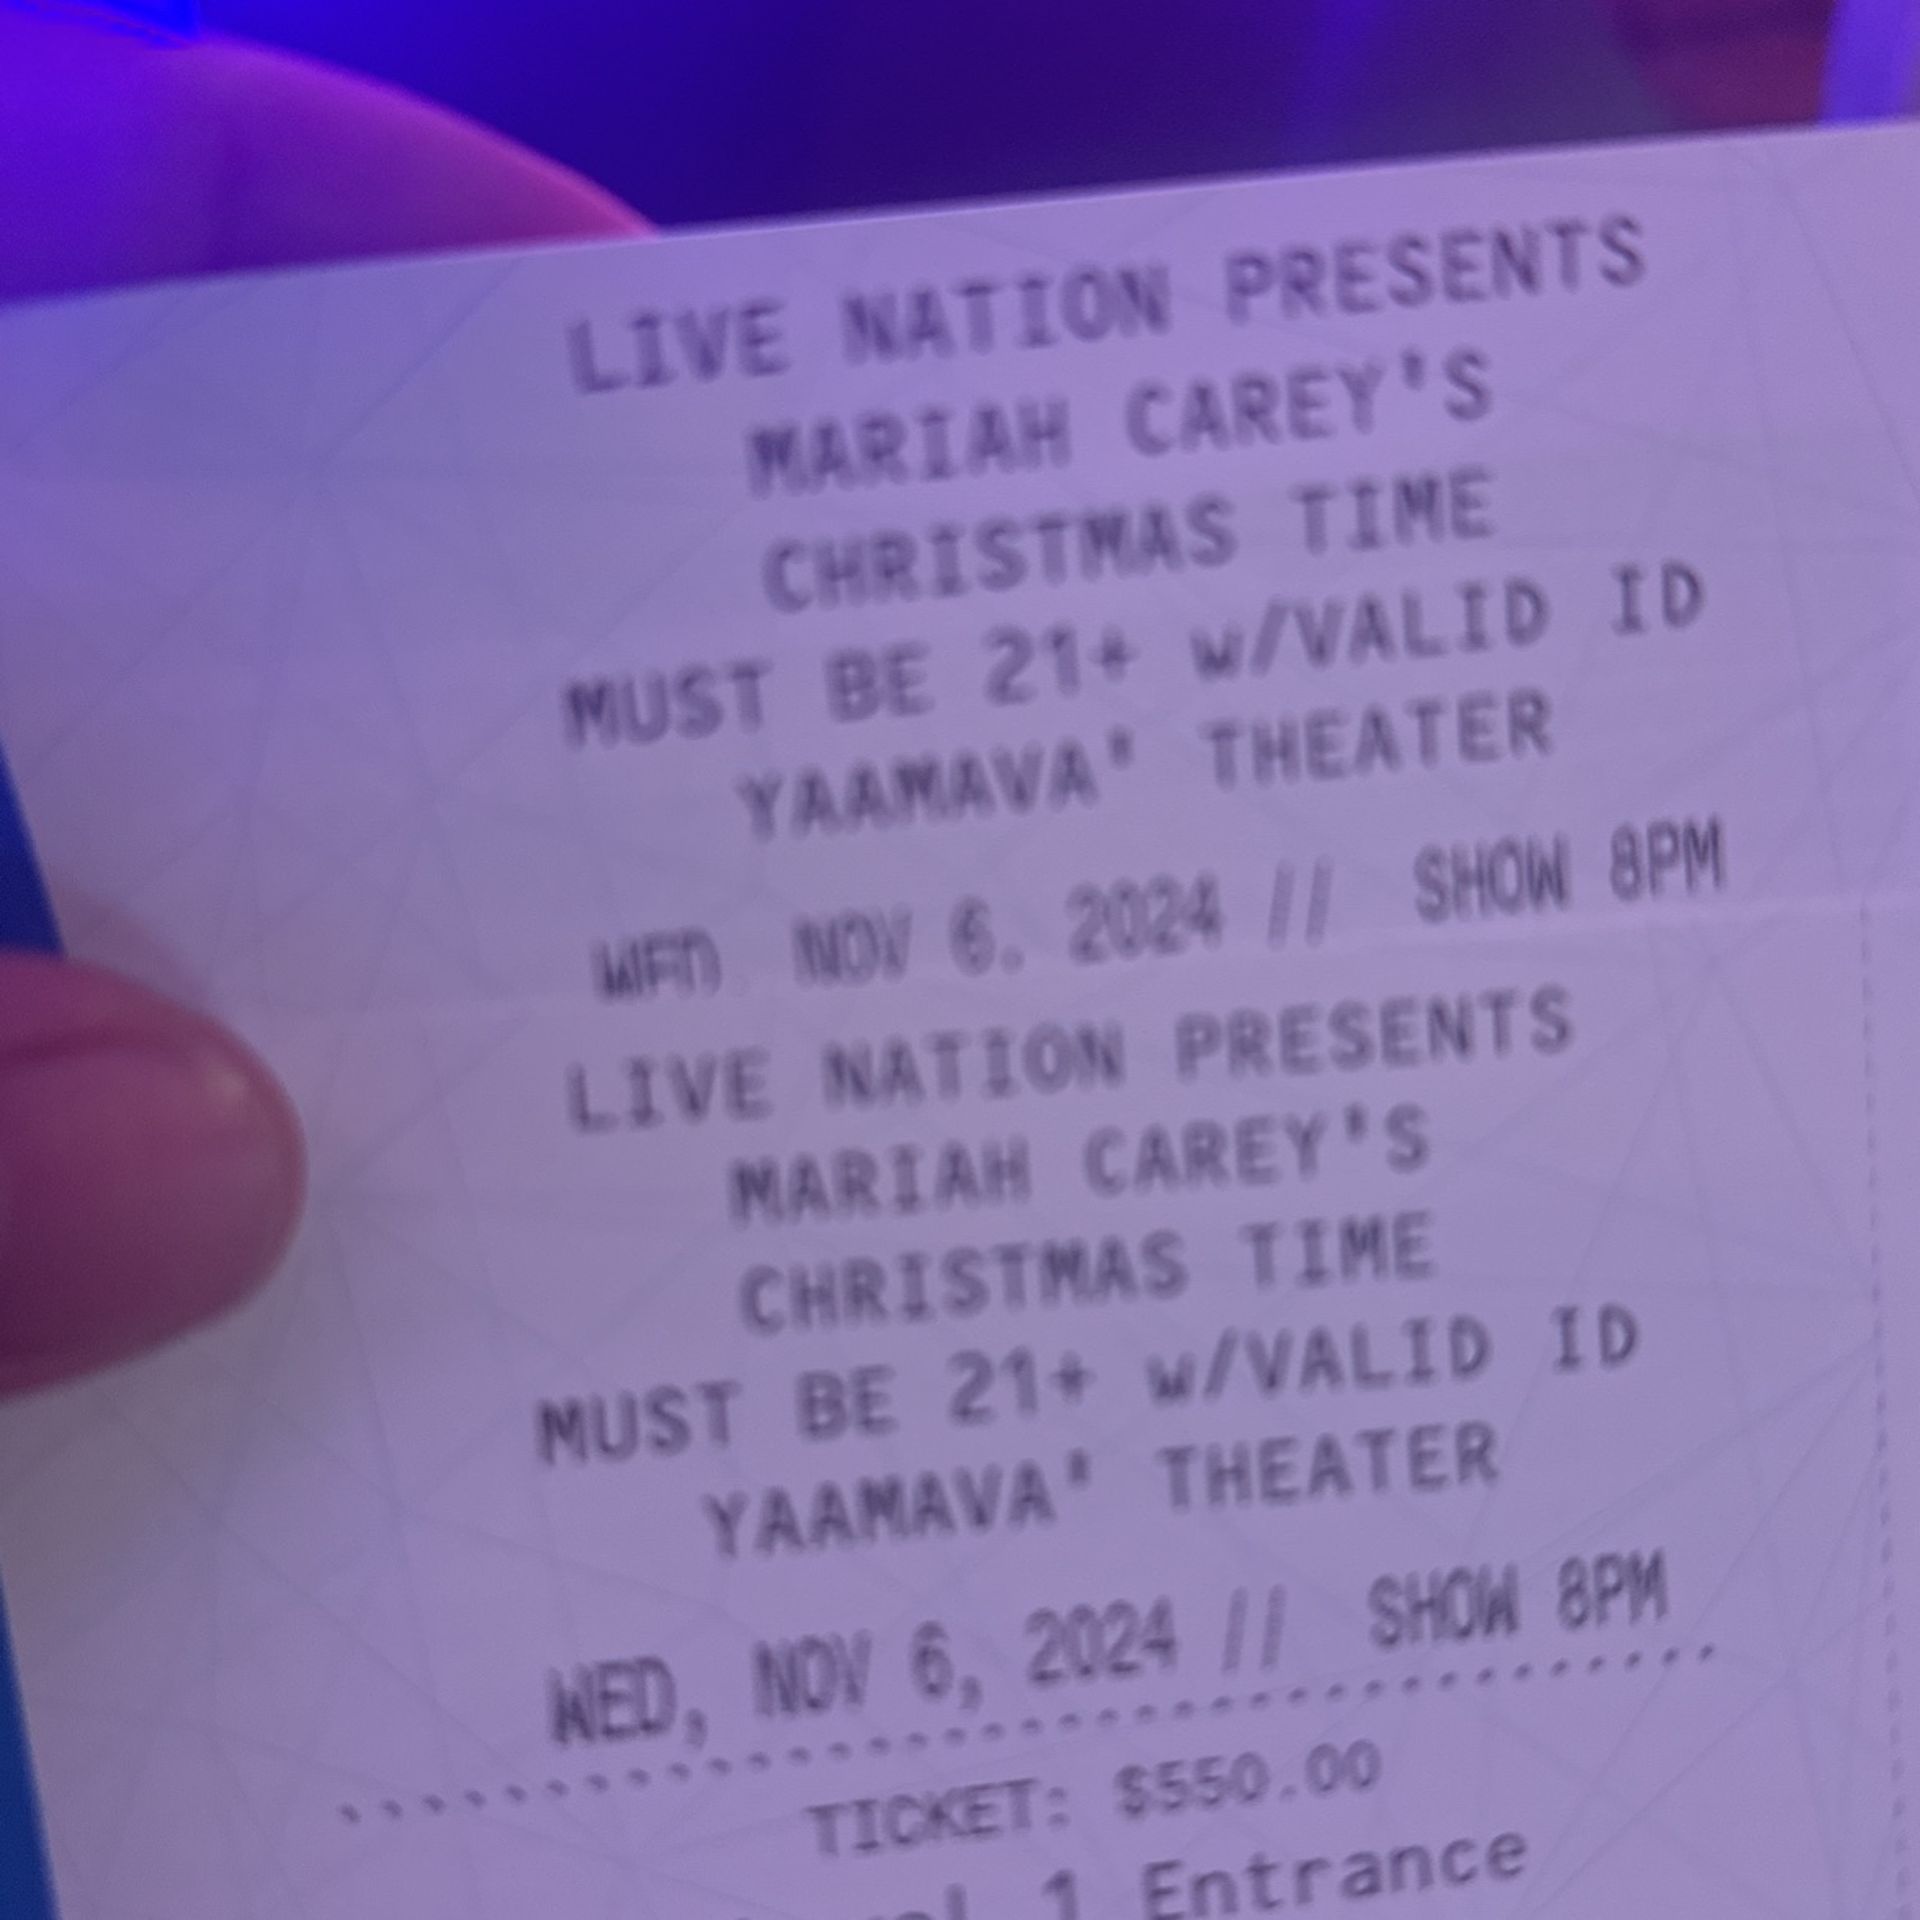 LIVE NATION PRESENTS
MARIAH CAREY'S
CHRISTMAS TIME
MUST BE 21+ w/VALID ID
YAAMAVA' THEATER
WED, NOV 6, 2024 // SHOW 8PM
LIVE NATION PRESENTS
MARIAH CAREY'S
CHRISTMAS TIME
MUST BE 21+ w/VALID ID
YAAMAVA' THEATER
WED, NOV 6, 2024 // SHOW 8PM
TICKET: $550.00
1 Entrance